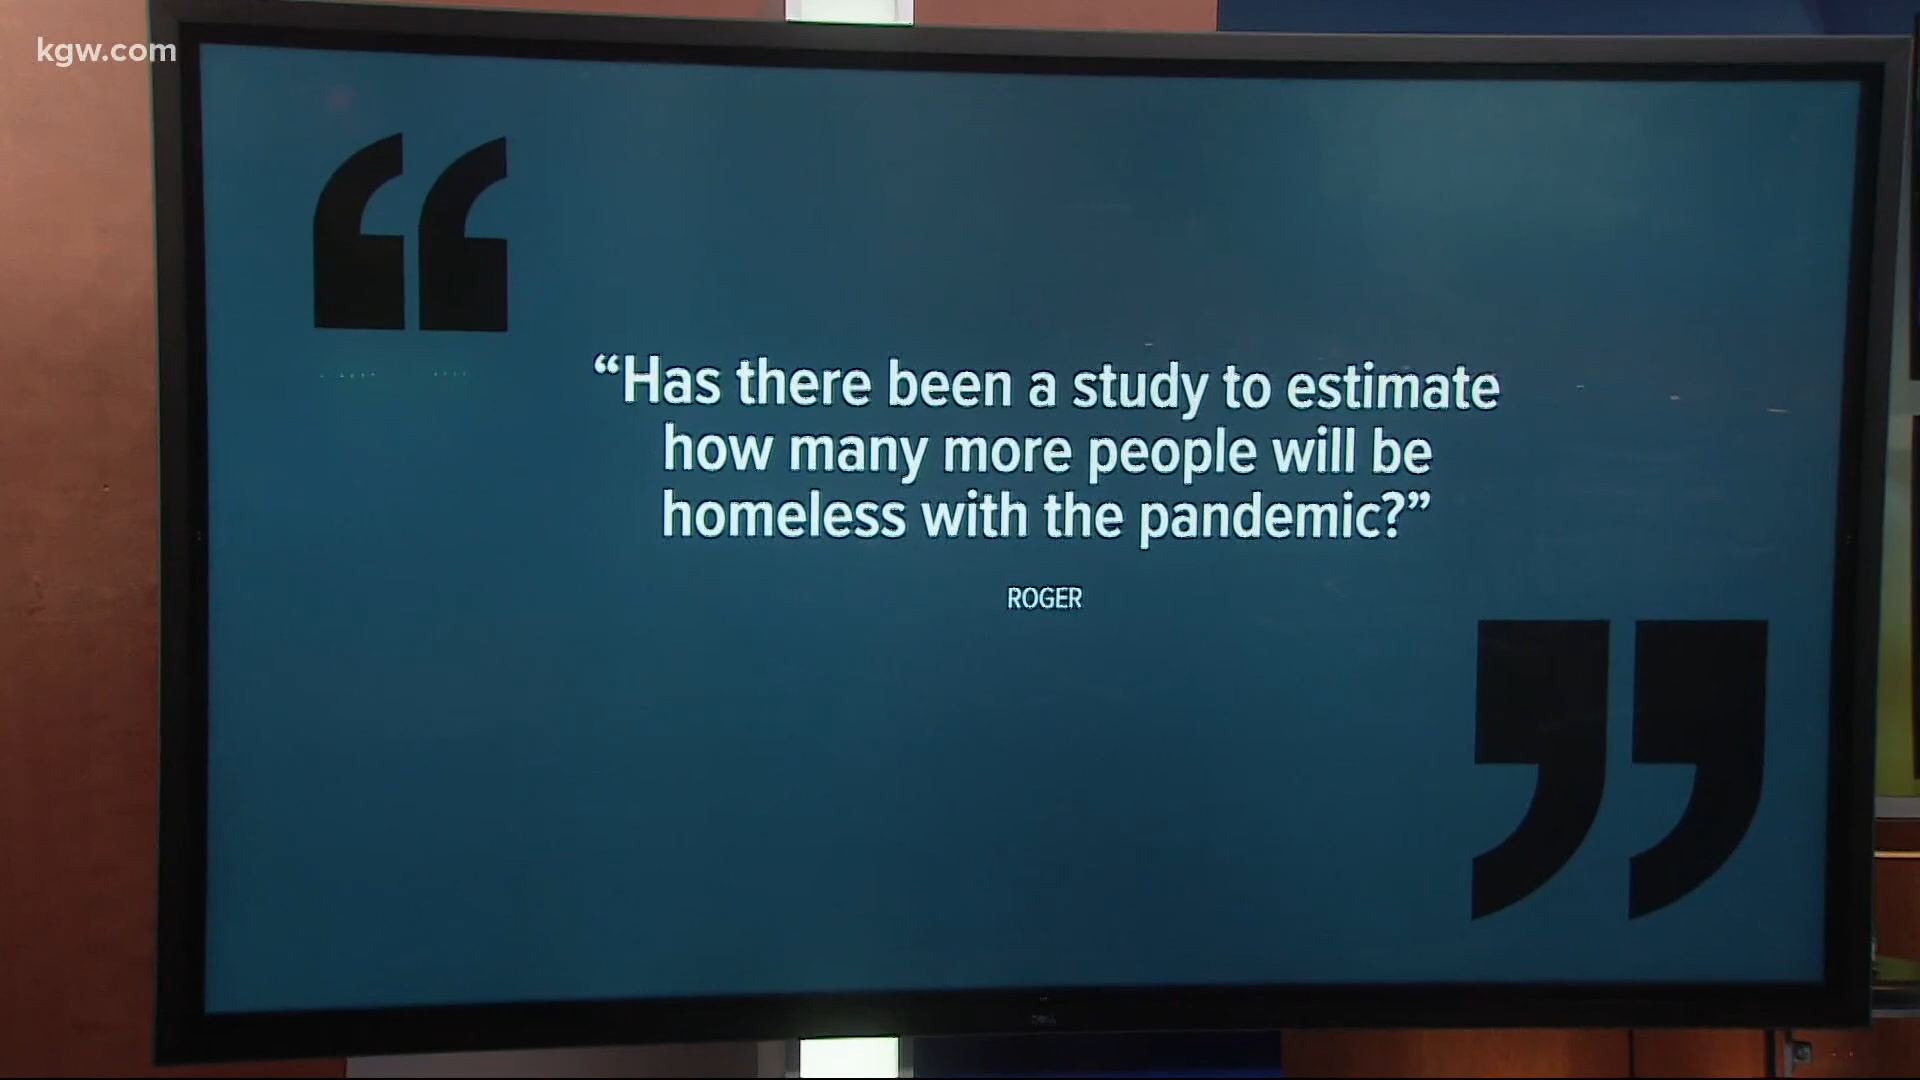 kgw.com
“Has there been a study to estimate
how many more people will be
homeless with the pandemic?”
ROGER